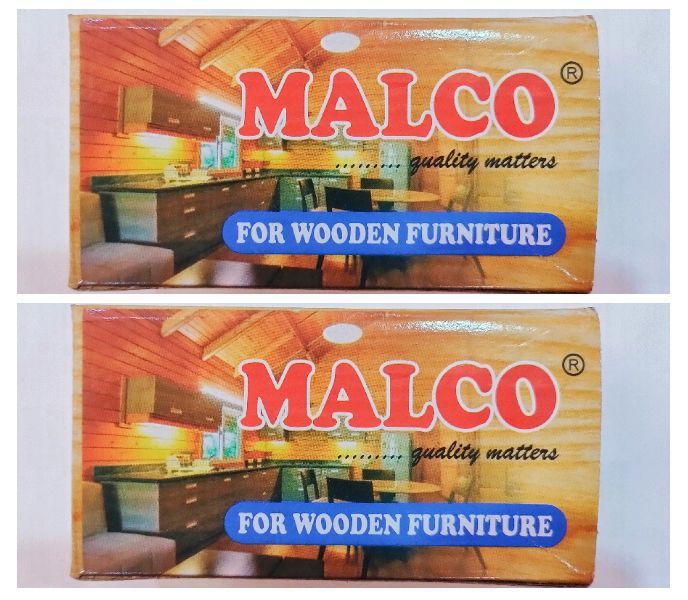 MALCO ®
......... quality matters
FOR WOODEN FURNITURE
MALCO ®
......... quality matters
FOR WOODEN FURNITURE